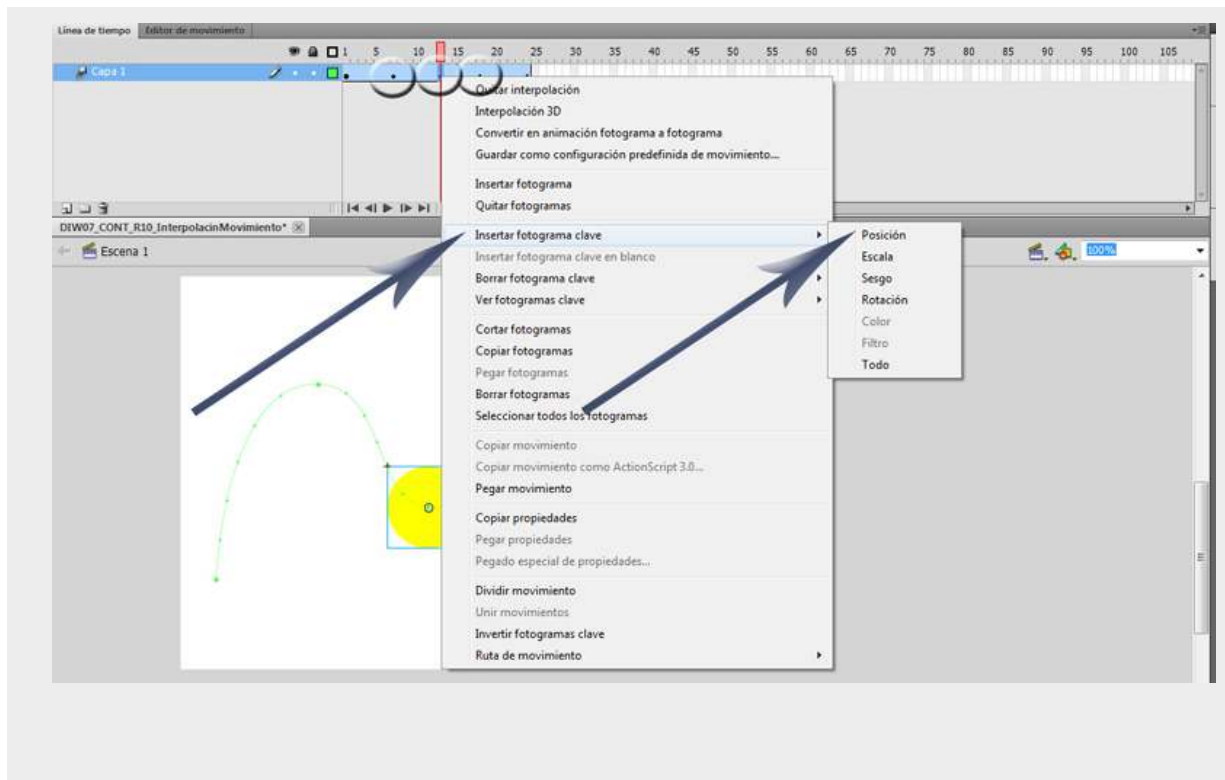 Línea de tiempo Editor de movimiento
1 5 10 15 20 25 30 35 40 45 50 55 60 65 70 75 80 85 90 95 100 105
Capa 1
Quitar interpolación
Interpolación 3D
Convertir en animación fotograma a fotograma
Guardar como configuración predefinida de movimiento...
Insertar fotograma
Quitar fotogramas
DIW07_CONT_R10_InterpolacinMovimiento*
Escena 1
100%
Insertar fotograma clave
Insertar fotograma clave en blanco
Borrar fotograma clave
Ver fotogramas clave
Cortar fotogramas
Copiar fotogramas
Pegar fotogramas
Borrar fotogramas
Seleccionar todos los fotogramas
Copiar movimiento
Copiar movimiento como ActionScript 3.0...
Pegar movimiento
Copiar propiedades
Pegar propiedades
Pegado especial de propiedades...
Dividir movimiento
Unir movimientos
Invertir fotogramas clave
Ruta de movimiento
Posición
Escala
Sesgo
Rotación
Color
Filtro
Todo